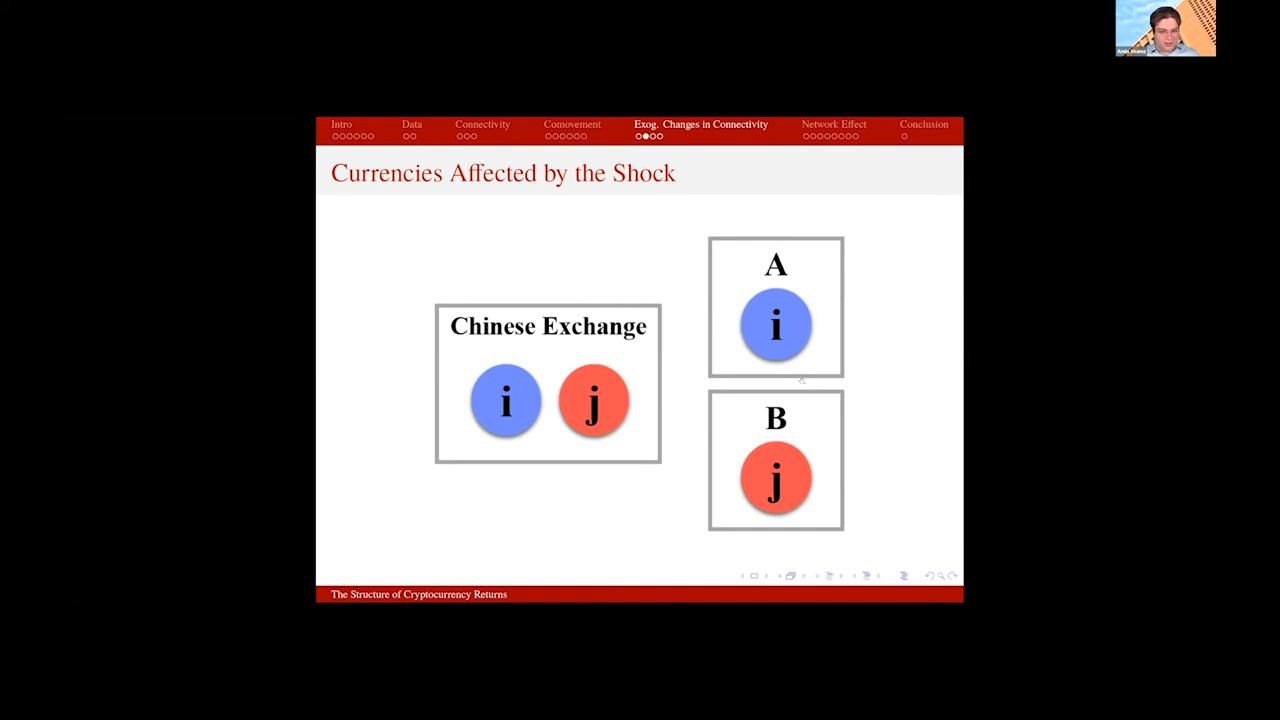 Intro Data Connectivity Comovement Exog. Changes in Connectivity Network Effect Conclusion
Currencies Affected by the Shock
Chinese Exchange
i j
A
i
B
j
The Structure of Cryptocurrency Returns